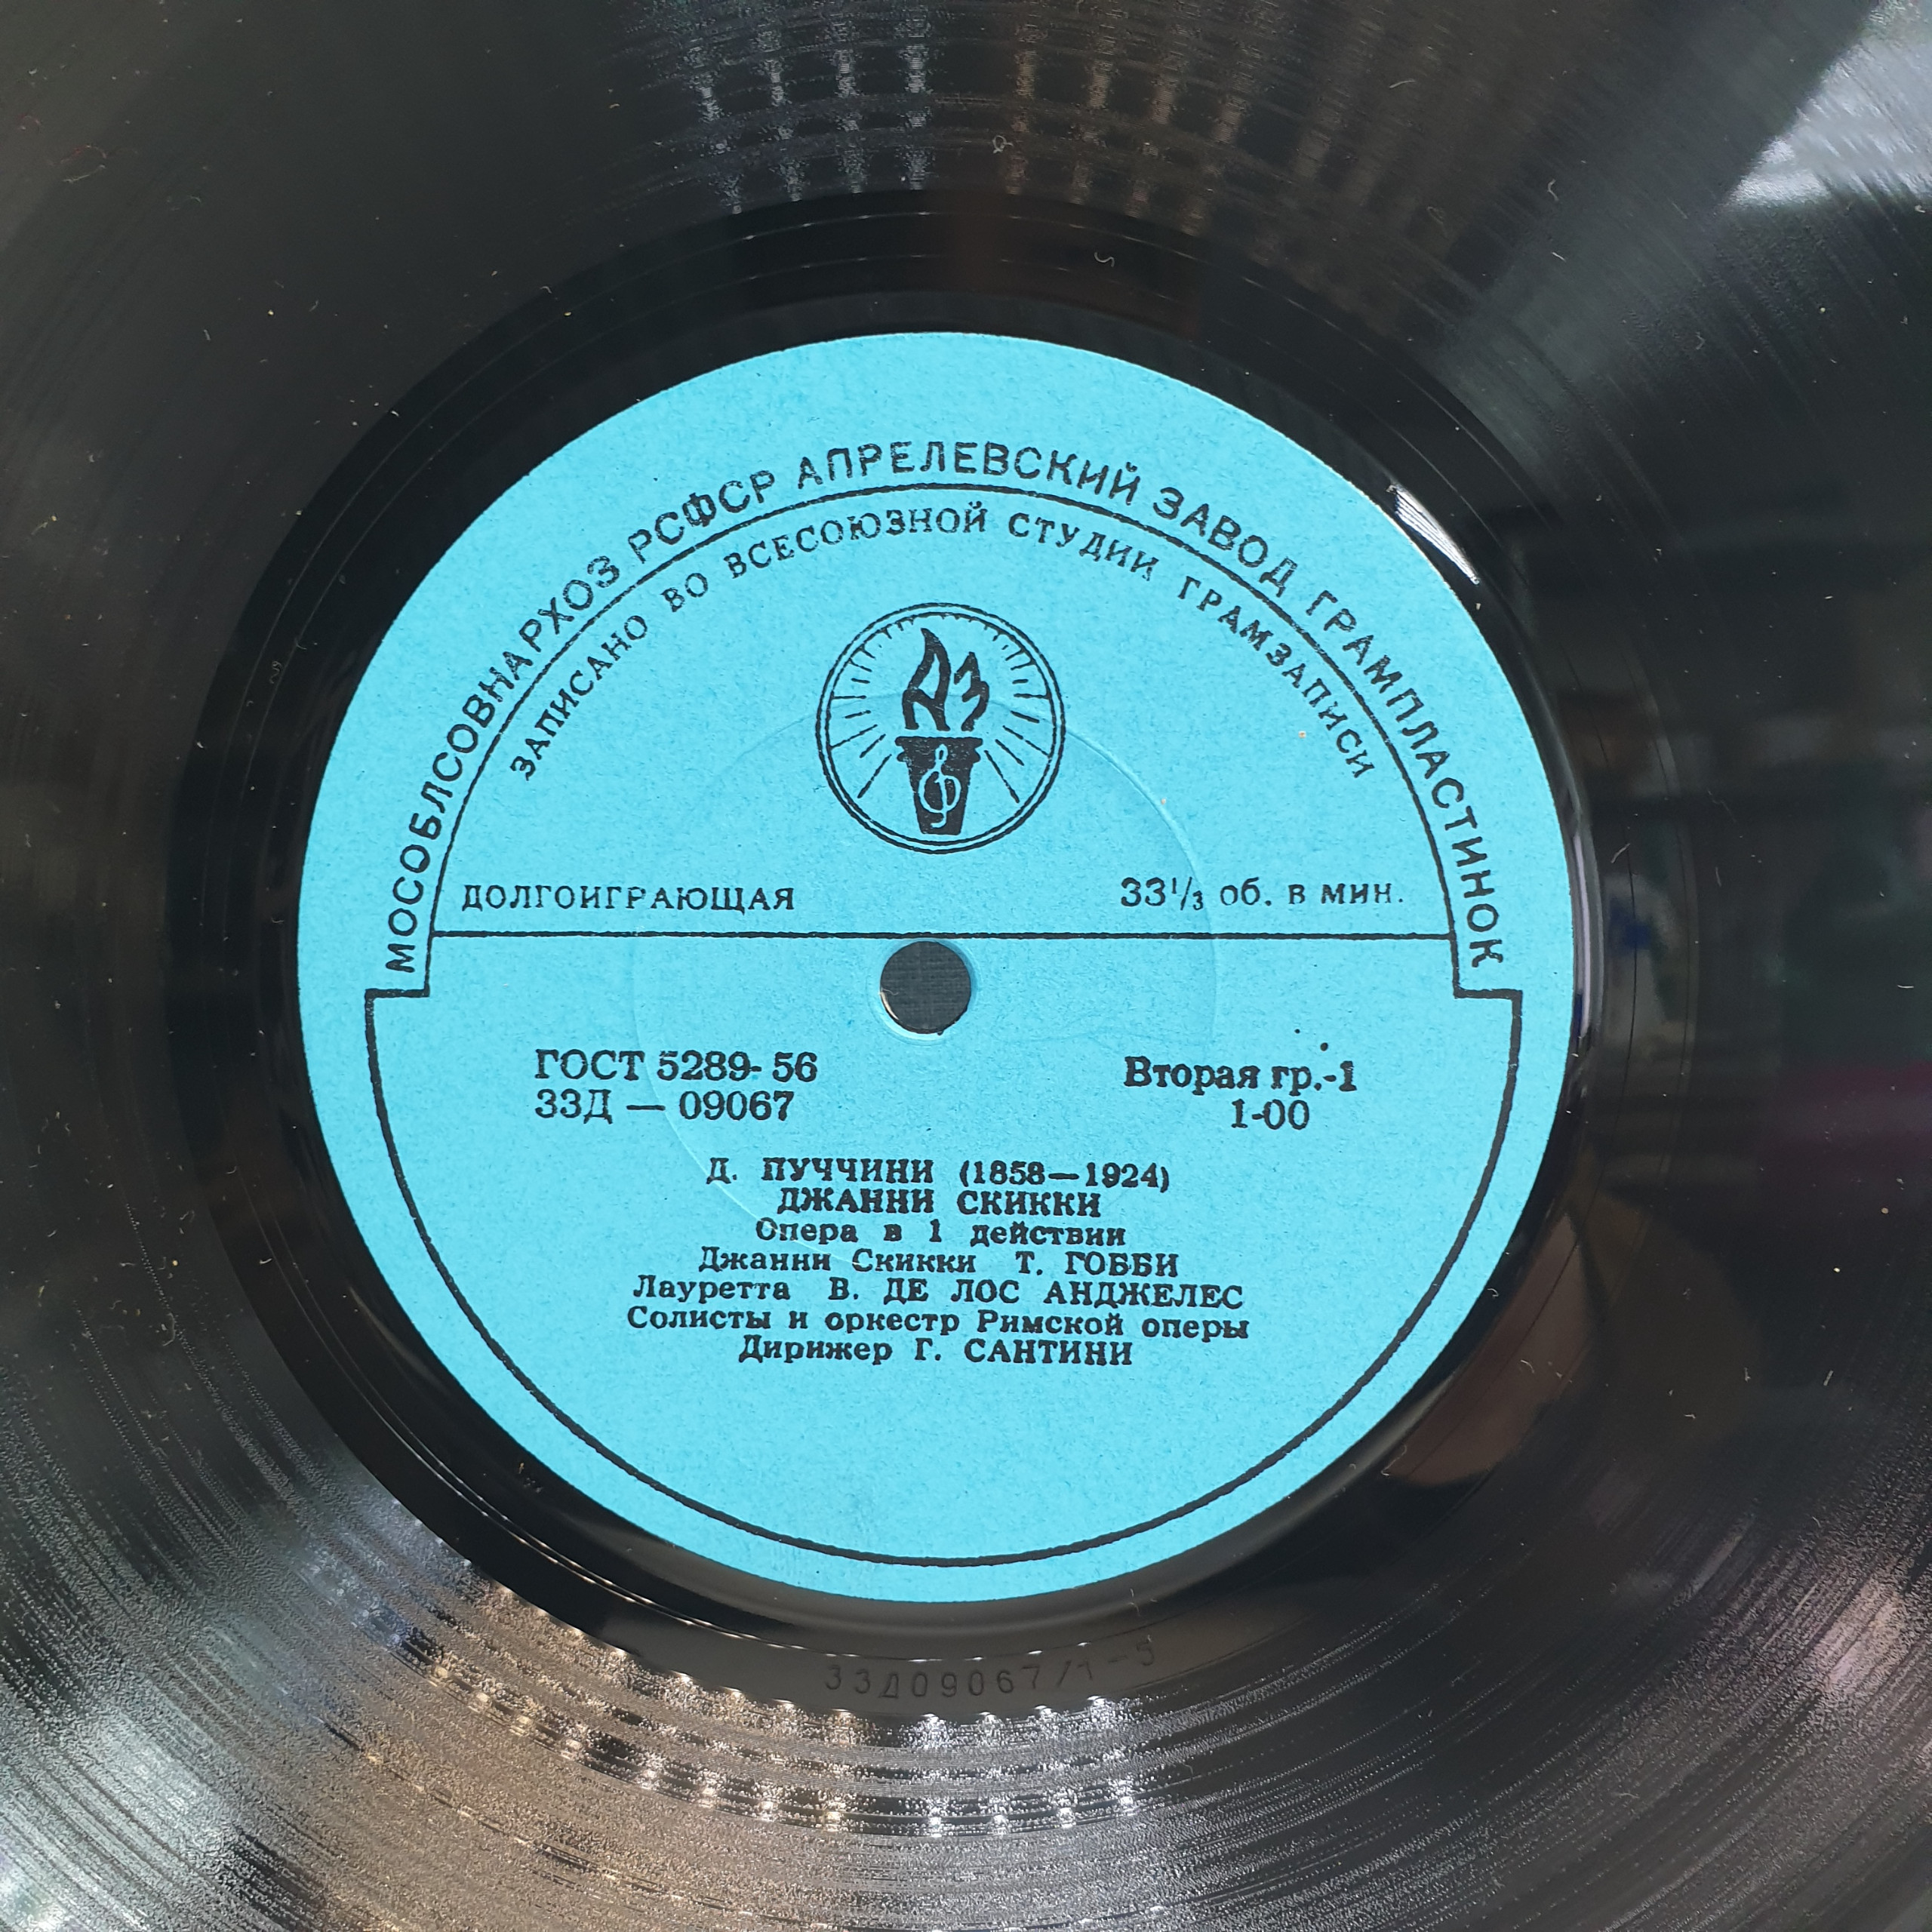 МОСОБЛСОВНАРХОЗ РСФСР АПРЕЛЕВСКИЙ ЗАВОД ГРАМПЛАСТИНОК
ЗАПИСАНО ВО ВСЕСОЮЗНОЙ СТУДИИ ГРАМЗАПИСИ
АЗ
ДОЛГОИГРАЮЩАЯ 33⅓ об. в мин.
ГОСТ 5289-56 Вторая гр.-1
33Д — 09067 1-00
Д. ПУЧЧИНИ (1858—1924)
ДЖАННИ СКИККИ
Опера в 1 действии
Джанни Скикки Т. ГОББИ
Лауретта В. ДЕ ЛОС АНДЖЕЛЕС
Солисты и оркестр Римской оперы
Дирижер Г. САНТИНИ
33Д09067/1-5